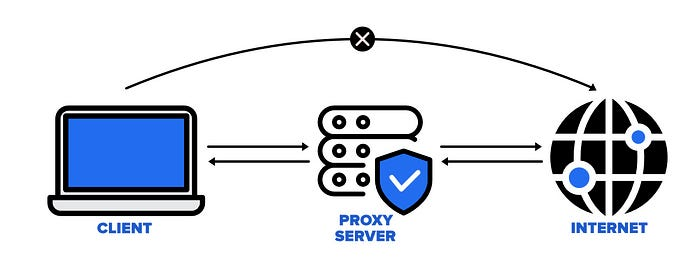 CLIENT
PROXY
SERVER
INTERNET